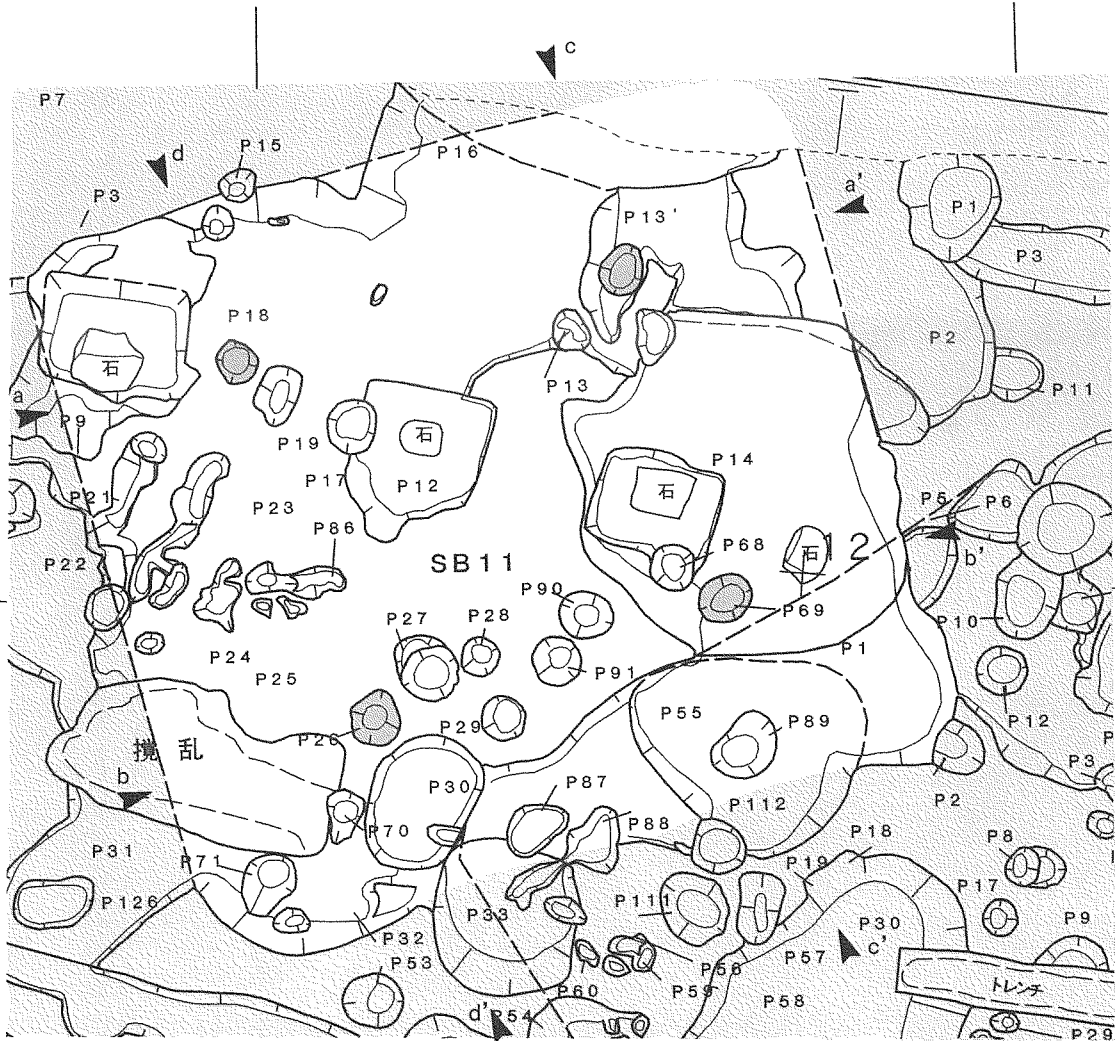 c
P7
P15
d
P16
a'
P3
P13'
P1
P3
P18
P2
石
P13
P11
a
P9
P19
石
P14
P17
P12
石
P21
P23
P5
P6
P86
P68
石
12
b'
P22
SB11
P90
P69
P10
P27
P28
P24
P91
P1
P25
P55
P89
P12
P26
P29
撹乱
P3
b
P30
P87
P112
P2
P70
P88
P18
P8
P31
P71
P19
P17
P126
P33
P111
P30
P9
P32
P57
c'
P53
P56
P60
P59
P58
トレンチ
d'
P54
P29